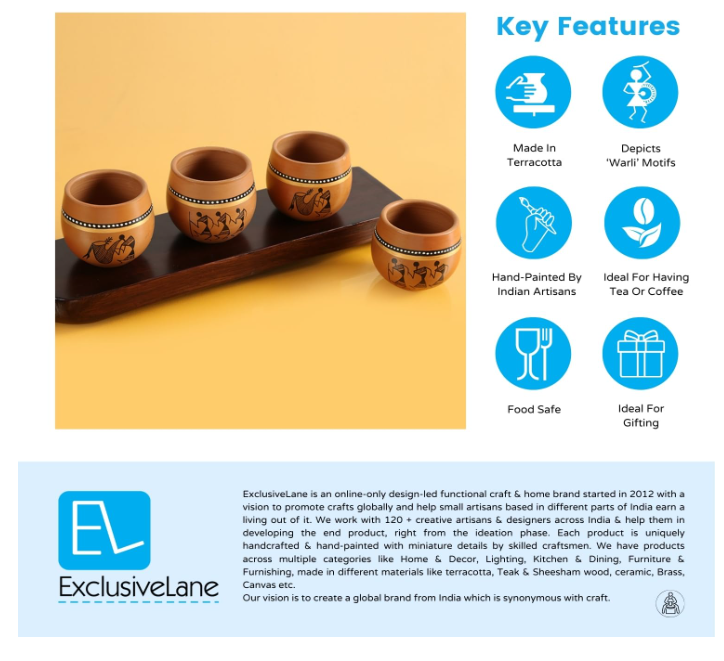 Key Features
Made In
Terracotta
Depicts
‘Warli’ Motifs
Hand-Painted By
Indian Artisans
Ideal For Having
Tea Or Coffee
Food Safe
Ideal For
Gifting
EL
ExclusiveLane
ExclusiveLane is an online-only design-led functional craft & home brand started in 2012 with a
vision to promote crafts globally and help small artisans based in different parts of India earn a
living out of it. We work with 120 + creative artisans & designers across India & help them in
developing the end product, right from the ideation phase. Each product is uniquely
handcrafted & hand-painted with miniature details by skilled craftsmen. We have products
across multiple categories like Home & Decor, Lighting, Kitchen & Dining, Furniture &
Furnishing, made in different materials like terracotta, Teak & Sheesham wood, ceramic, Brass,
Canvas etc.
Our vision is to create a global brand from India which is synonymous with craft.